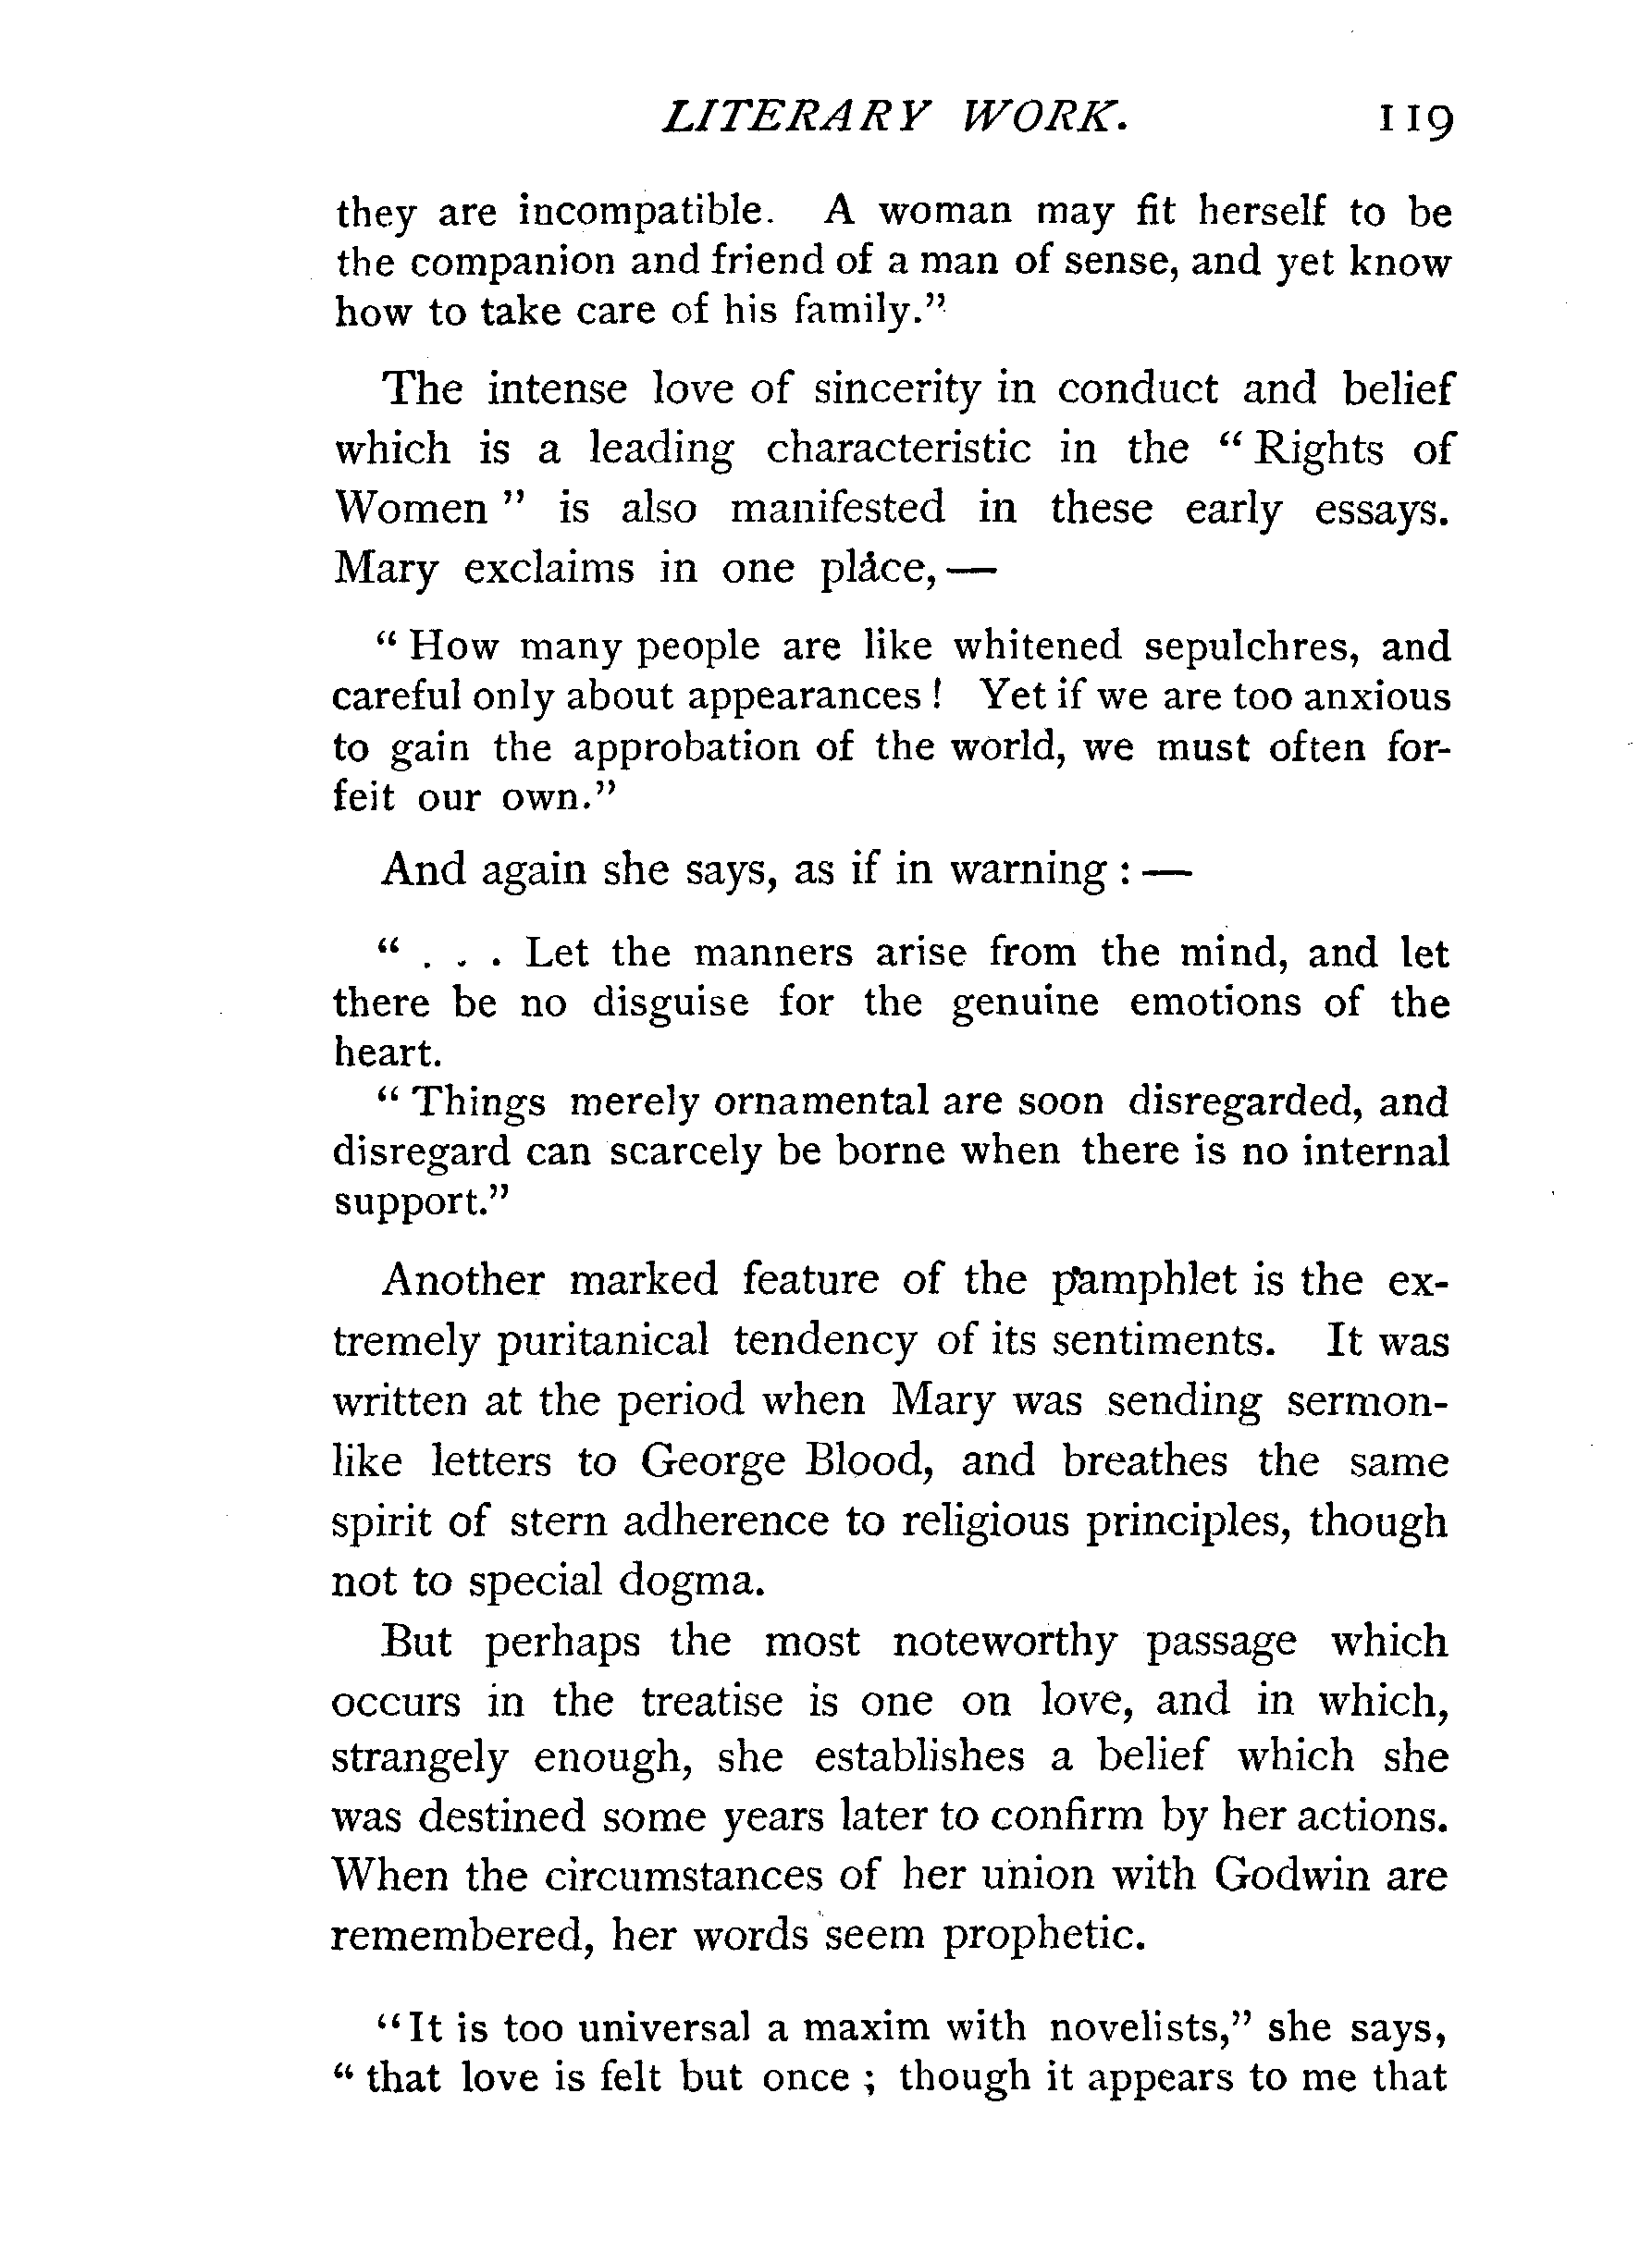 LITERARY WORK. 119
they are incompatible. A woman may fit herself to be
the companion and friend of a man of sense, and yet know
how to take care of his family."
The intense love of sincerity in conduct and belief
which is a leading characteristic in the "Rights of
Women" is also manifested in these early essays.
Mary exclaims in one place,—
"How many people are like whitened sepulchres, and
careful only about appearances! Yet if we are too anxious
to gain the approbation of the world, we must often for-
feit our own."
And again she says, as if in warning:—
" . . . Let the manners arise from the mind, and let
there be no disguise for the genuine emotions of the
heart.
"Things merely ornamental are soon disregarded, and
disregard can scarcely be borne when there is no internal
support."
Another marked feature of the pamphlet is the ex-
tremely puritanical tendency of its sentiments. It was
written at the period when Mary was sending sermon-
like letters to George Blood, and breathes the same
spirit of stern adherence to religious principles, though
not to special dogma.
But perhaps the most noteworthy passage which
occurs in the treatise is one on love, and in which,
strangely enough, she establishes a belief which she
was destined some years later to confirm by her actions.
When the circumstances of her union with Godwin are
remembered, her words seem prophetic.
"It is too universal a maxim with novelists," she says,
"that love is felt but once; though it appears to me that